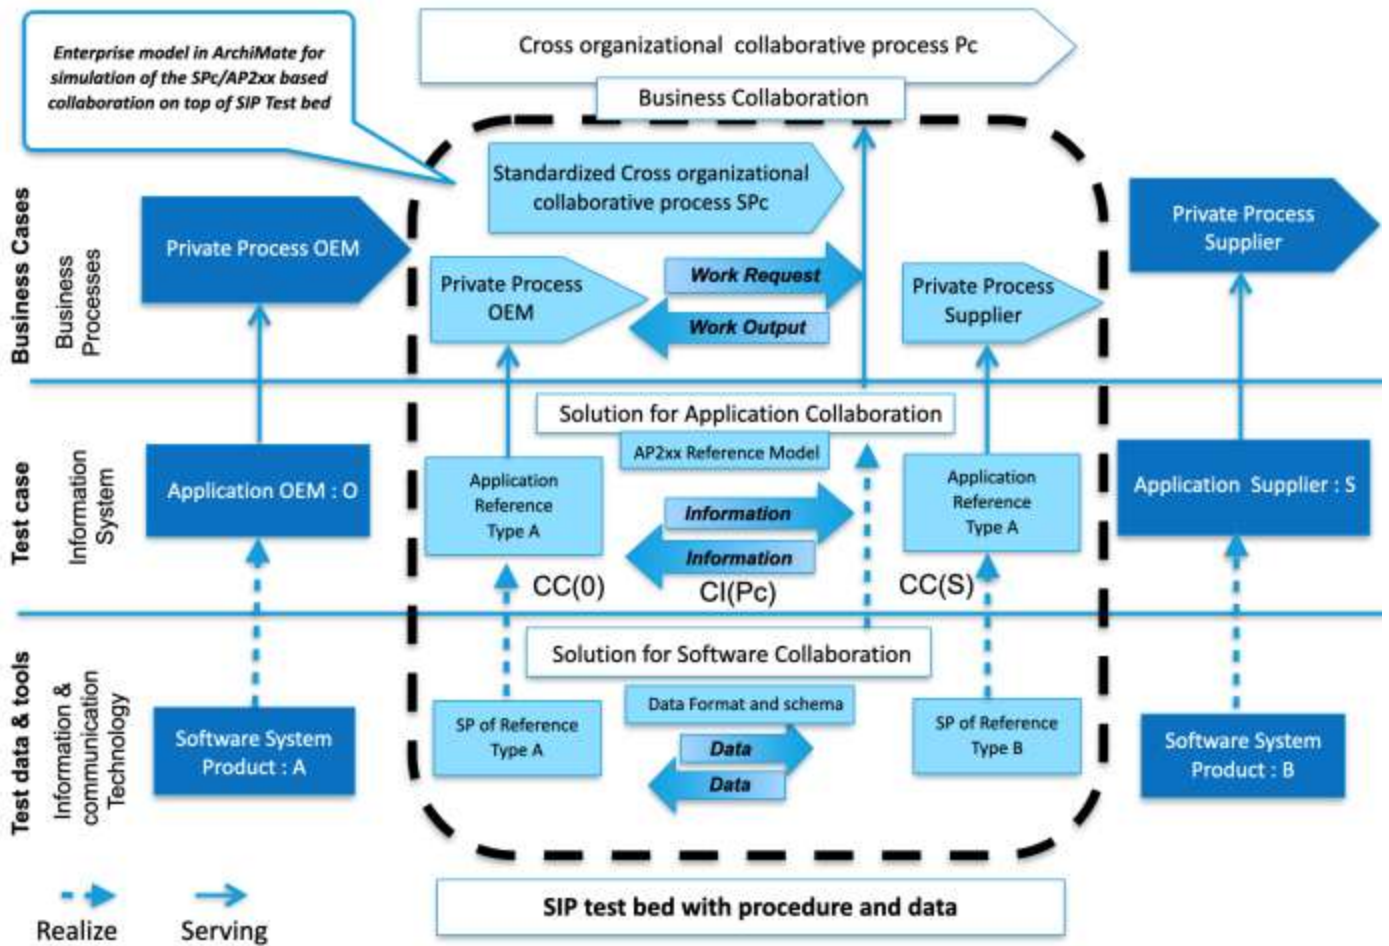 Enterprise model in ArchiMate for
simulation of the SPc/AP2xx based
collaboration on top of SIP Test bed
Cross organizational collaborative process Pc
Business Collaboration
Standardized Cross organizational
collaborative process SPc
Business Cases
Business
Processes
Private Process OEM
Private Process
OEM
Work Request
Work Output
Private Process
Supplier
Private Process
Supplier
Test case
Information
System
Solution for Application Collaboration
AP2xx Reference Model
Application OEM : O
Application
Reference
Type A
Information
Information
Application
Reference
Type A
Application Supplier : S
CC(0)
CI(Pc)
CC(S)
Test data & tools
Information &
communication
Technology
Solution for Software Collaboration
Data Format and schema
Software System
Product : A
SP of Reference
Type A
Data
Data
SP of Reference
Type B
Software System
Product : B
Realize
Serving
SIP test bed with procedure and data